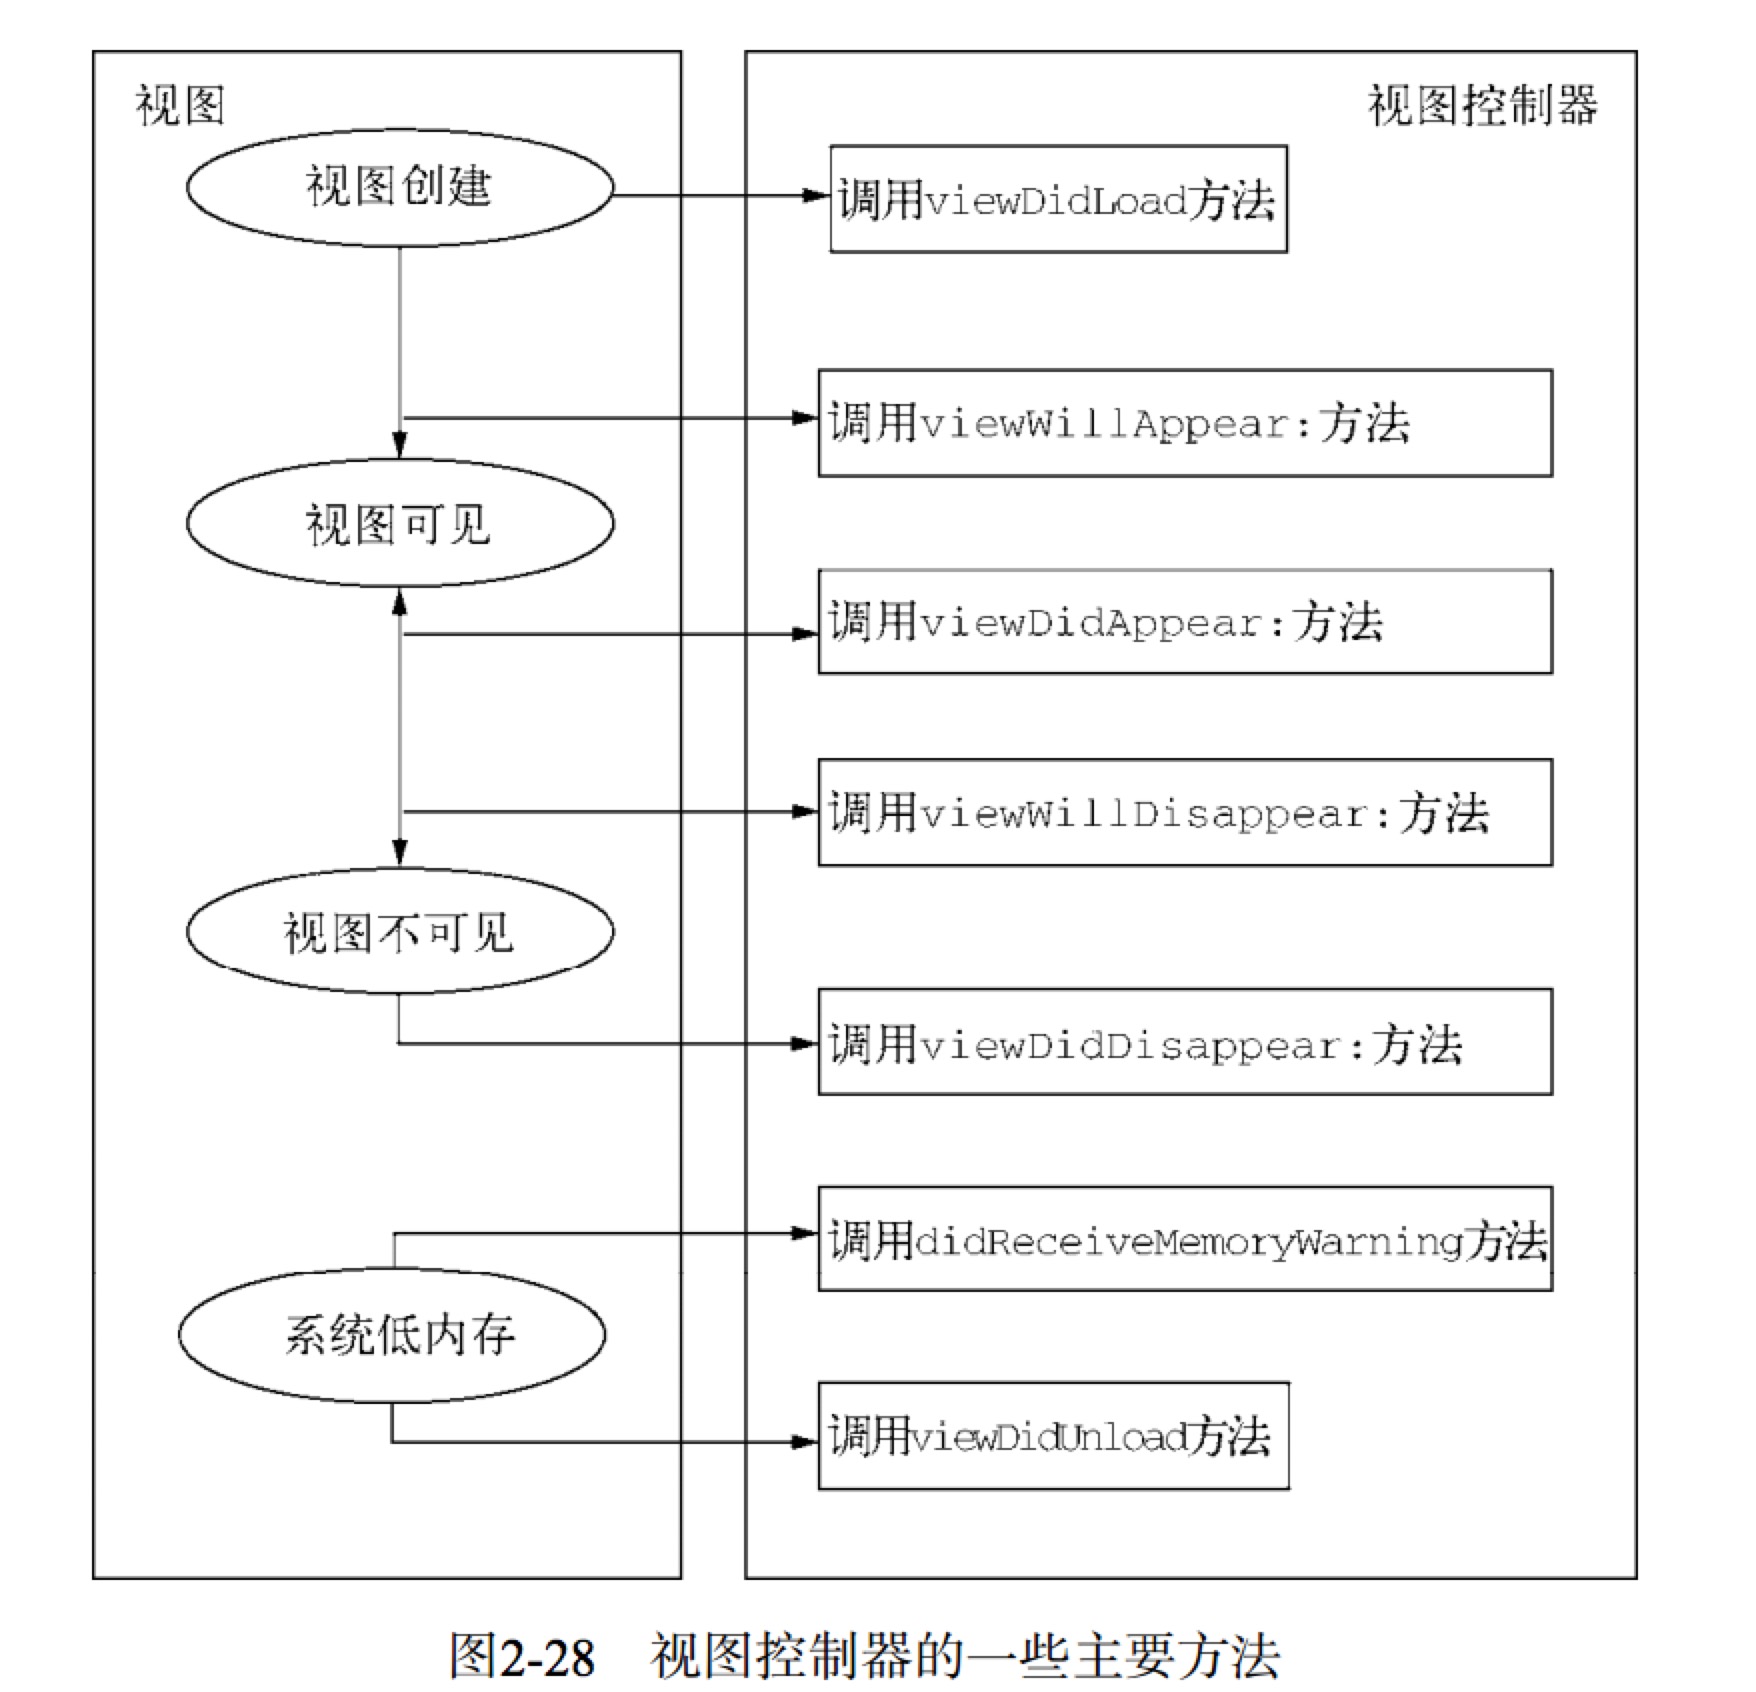 视图
视图控制器
视图创建
调用viewDidLoad方法
调用viewWillAppear:方法
视图可见
调用viewDidAppear:方法
调用viewWillDisappear:方法
视图不可见
调用viewDidDisappear:方法
调用didReceiveMemoryWarning方法
系统低内存
调用viewDidUnload方法
图2-28 视图控制器的一些主要方法